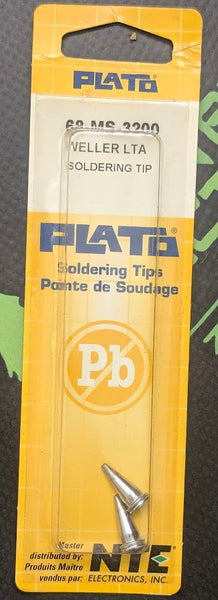 PLATO
68-MS-3200
WELLER LTA
SOLDERING TIP
PLATO
Soldering Tips
Pointe de Soudage
Pb
Master
distributed by:
Produits Maitre
vendus par:
NTE
ELECTRONICS, INC.